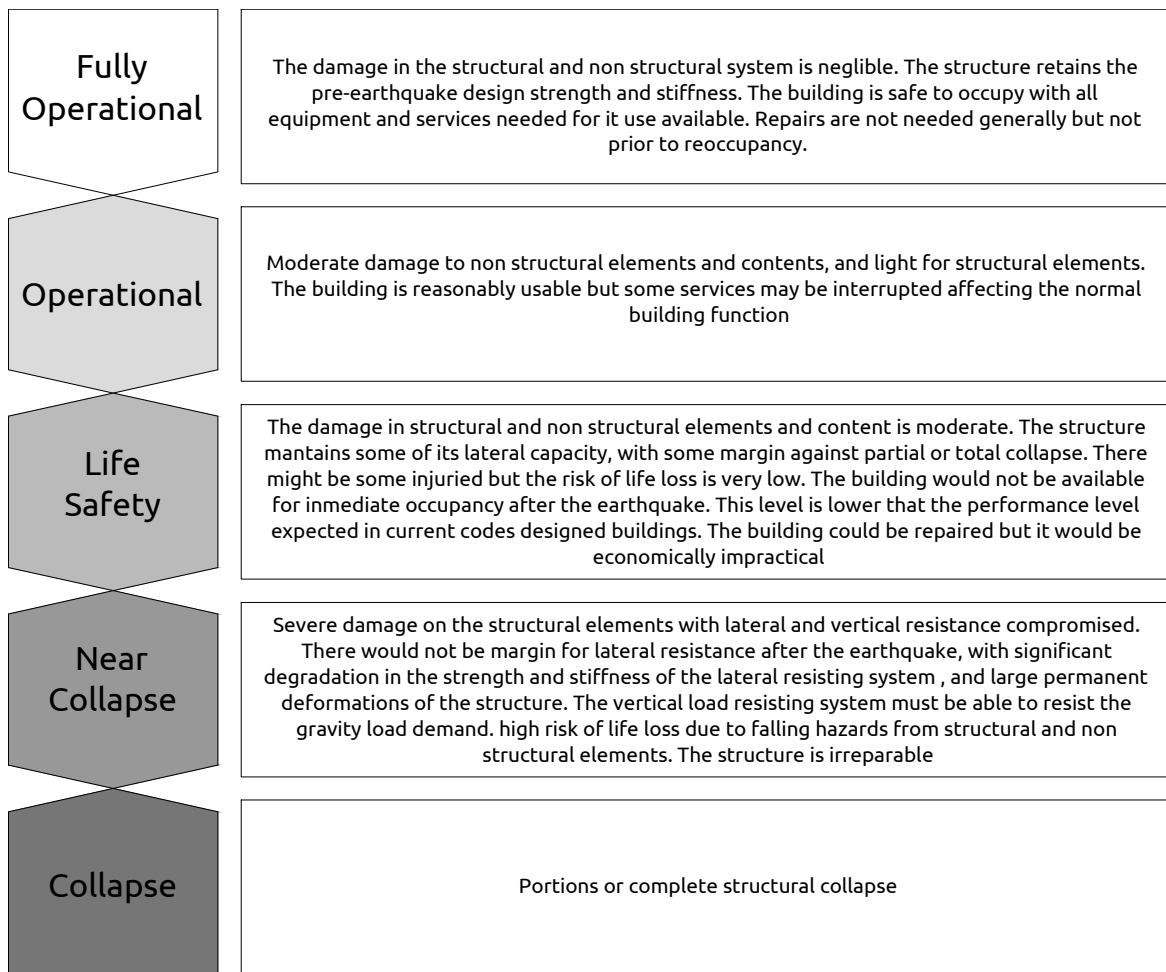 Fully
Operational
The damage in the structural and non structural system is neglible. The structure retains the
pre-earthquake design strength and stiffness. The building is safe to occupy with all
equipment and services needed for it use available. Repairs are not needed generally but not
prior to reoccupancy.
Operational
Moderate damage to non structural elements and contents, and light for structural elements.
The building is reasonably usable but some services may be interrupted affecting the normal
building function
Life
Safety
The damage in structural and non structural elements and content is moderate. The structure
mantains some of its lateral capacity, with some margin against partial or total collapse. There
might be some injuried but the risk of life loss is very low. The building would not be available
for inmediate occupancy after the earthquake. This level is lower that the performance level
expected in current codes designed buildings. The building could be repaired but it would be
economically impractical
Near
Collapse
Severe damage on the structural elements with lateral and vertical resistance compromised.
There would not be margin for lateral resistance after the earthquake, with significant
degradation in the strength and stiffness of the lateral resisting system , and large permanent
deformations of the structure. The vertical load resisting system must be able to resist the
gravity load demand. high risk of life loss due to falling hazards from structural and non
structural elements. The structure is irreparable
Collapse
Portions or complete structural collapse